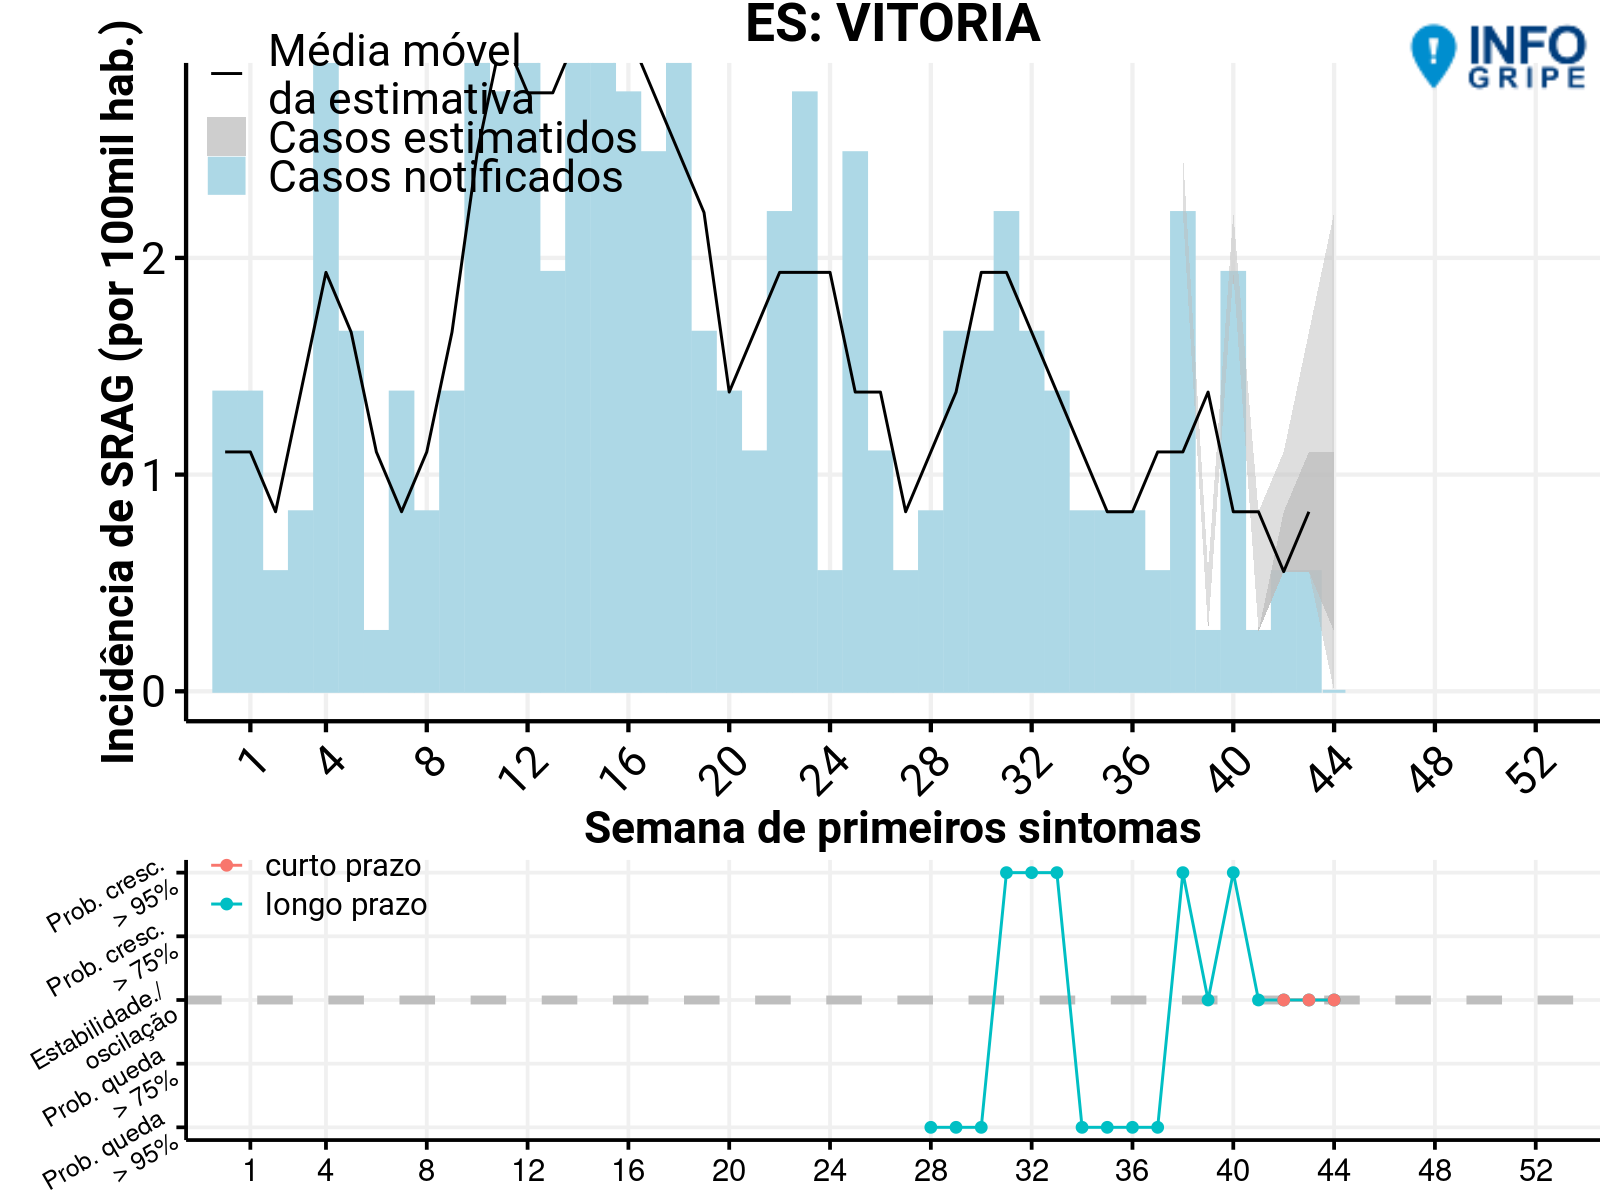 ES: VITORIA
INFO
GRIPE
Média móvel
da estimativa
Casos estimatidos
Casos notificados
Incidência de SRAG (por 100mil hab.)
2
1
0
1 4 8 12 16 20 24 28 32 36 40 44 48 52
Semana de primeiros sintomas
curto prazo
longo prazo
Prob. cresc.
> 95%
Prob. cresc.
> 75%
Estabilidade./
oscilação
Prob. queda
> 75%
Prob. queda
> 95%
1 4 8 12 16 20 24 28 32 36 40 44 48 52